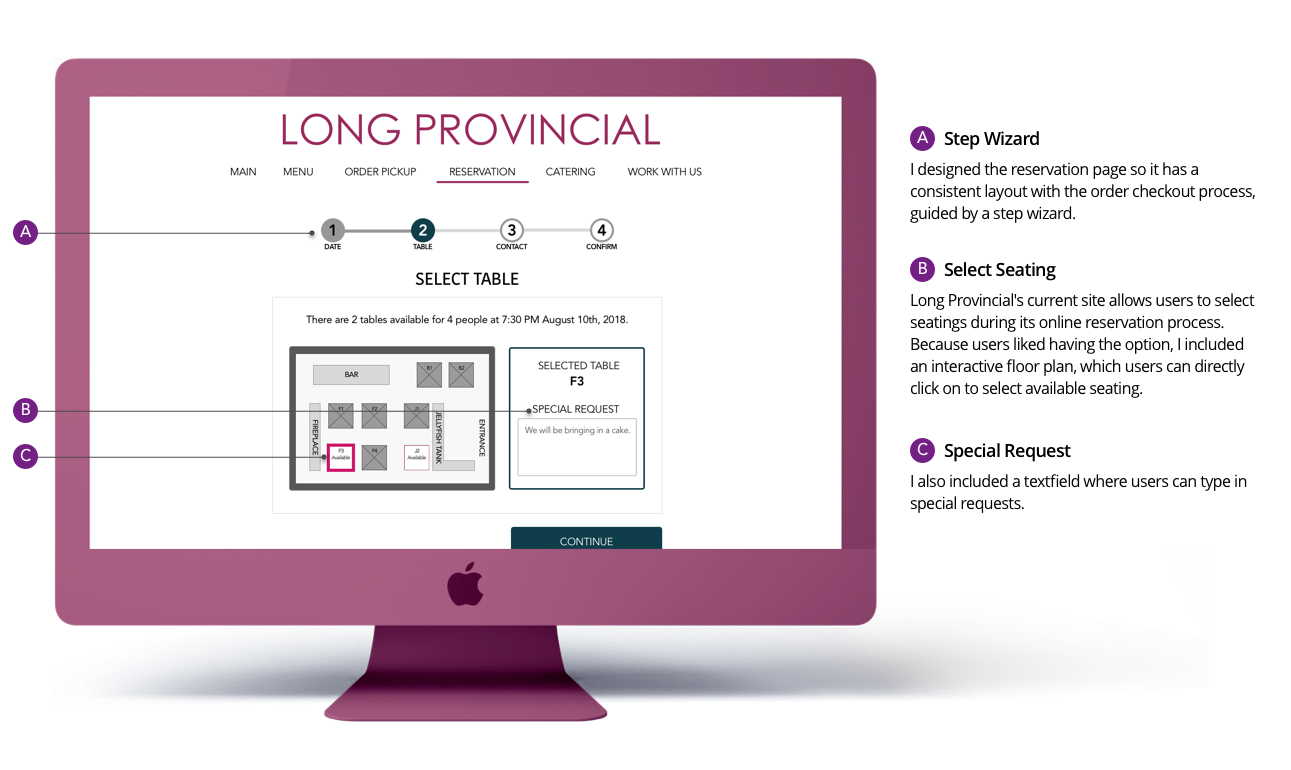 LONG PROVINCIAL
MAIN MENU ORDER PICKUP RESERVATION CATERING WORK WITH US
A
1 2 3 4
DATE TABLE CONTACT CONFIRM
SELECT TABLE
There are 2 tables available for 4 people at 7:30 PM August 10th, 2018.
BAR
B1 B2
F1 F2 J1
FIREPLACE
JELLYFISH TANK
ENTRANCE
F3
Available
F4
J2
Available
SELECTED TABLE
F3
B
SPECIAL REQUEST
We will be bringing in a cake.
C
CONTINUE
A Step Wizard
I designed the reservation page so it has a
consistent layout with the order checkout process,
guided by a step wizard.
B Select Seating
Long Provincial's current site allows users to select
seatings during its online reservation process.
Because users liked having the option, I included
an interactive floor plan, which users can directly
click on to select available seating.
C Special Request
I also included a textfield where users can type in
special requests.